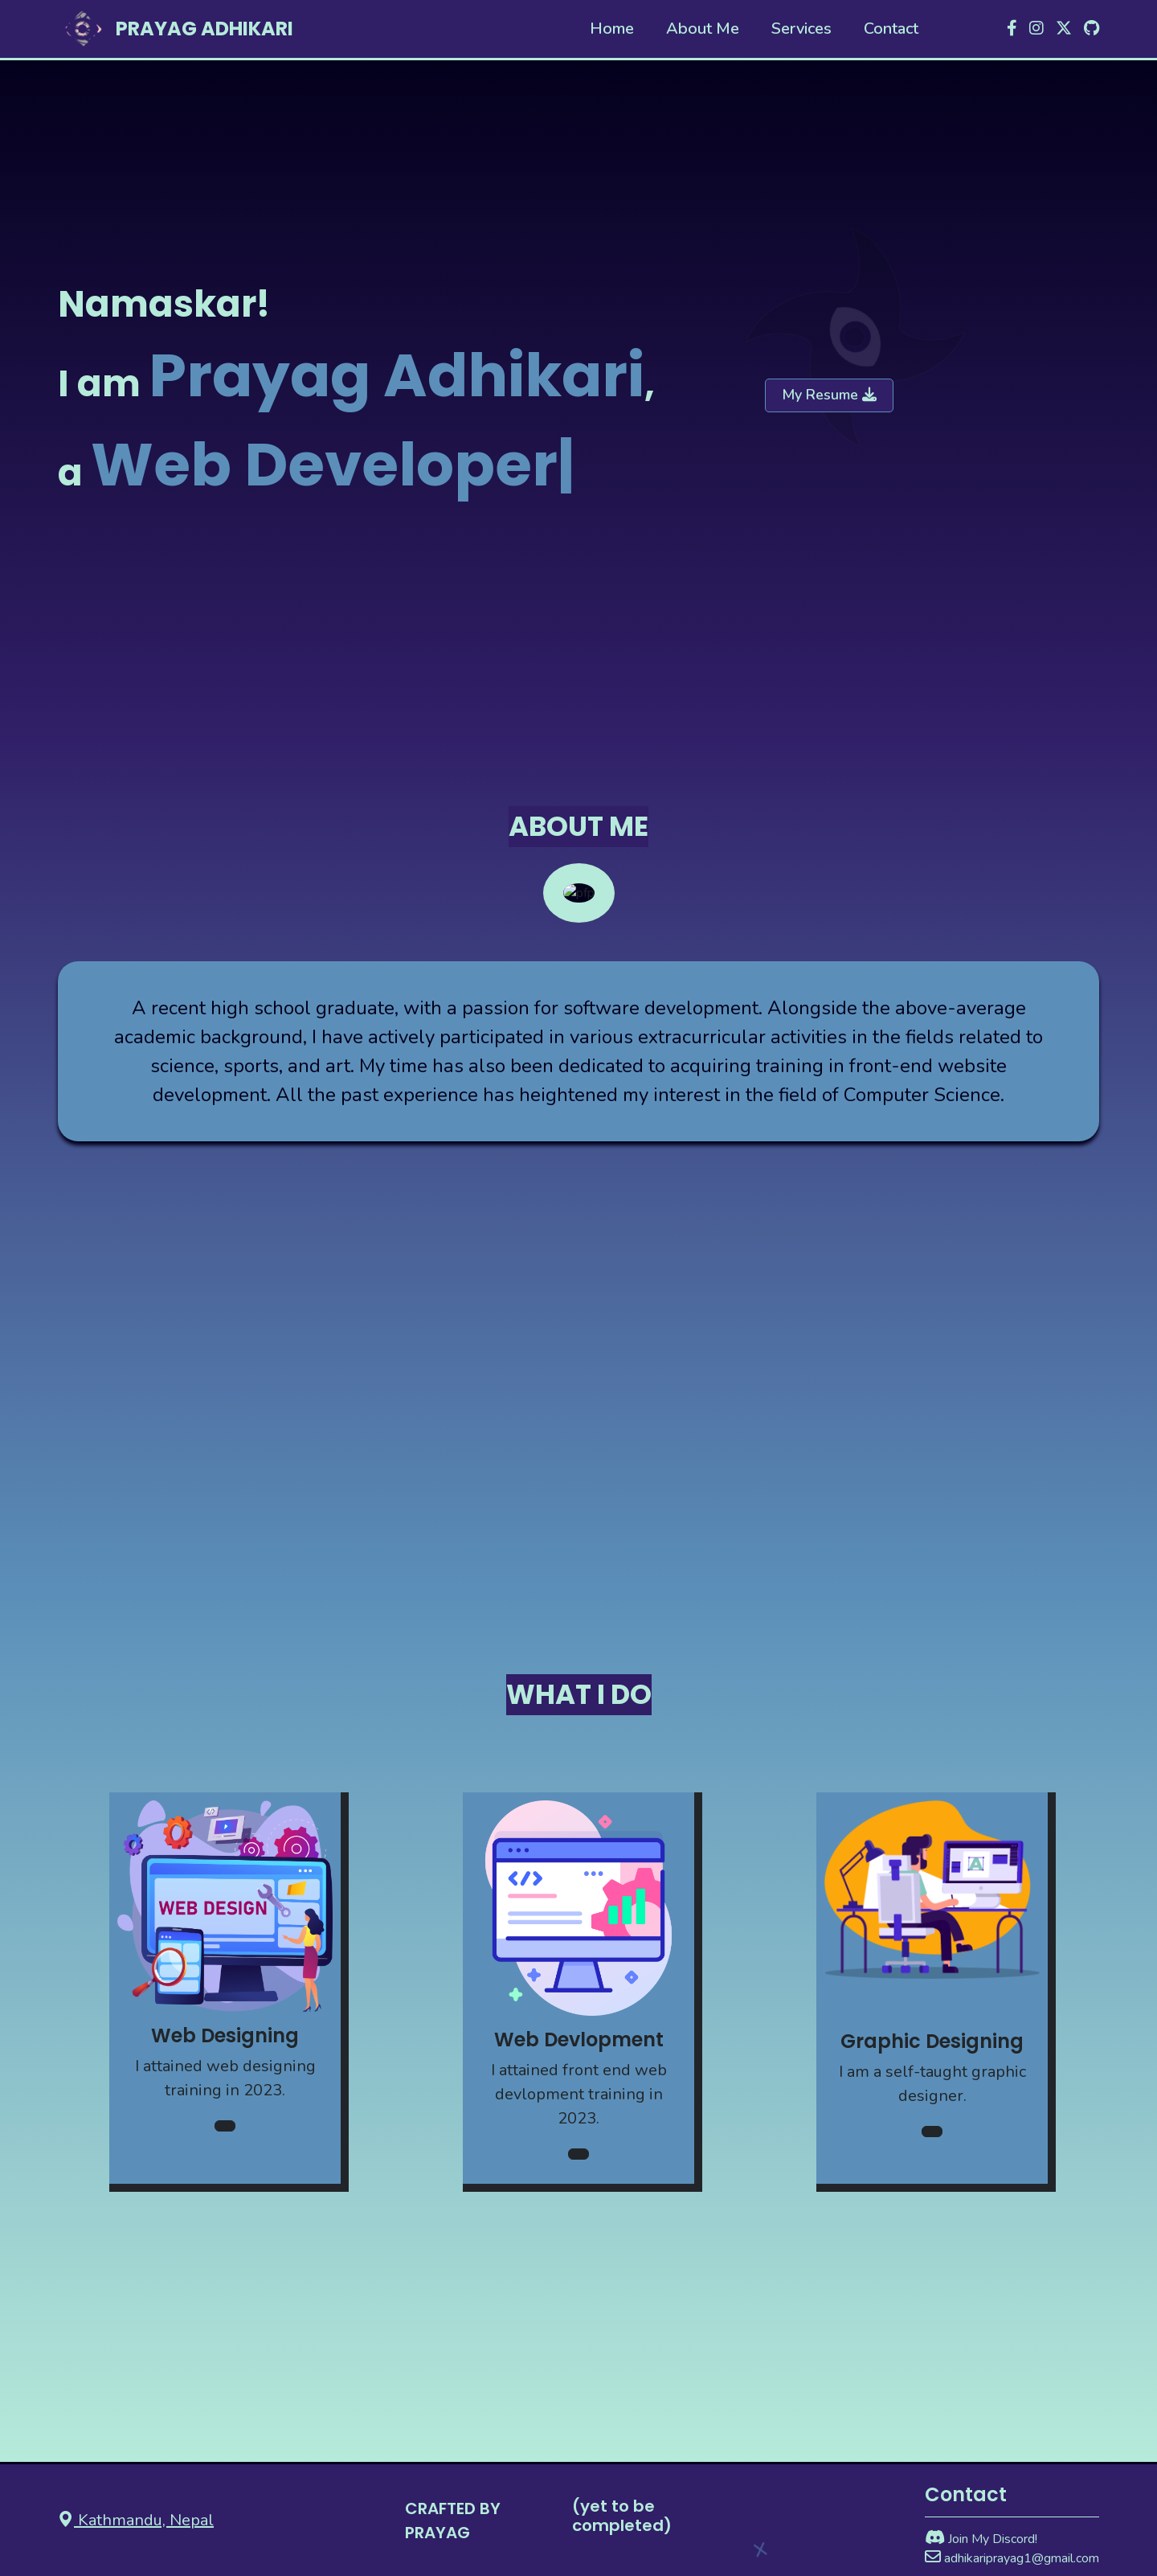 PRAYAG ADHIKARI
Home
About Me
Services
Contact
Namaskar!
I am Prayag Adhikari,
a Web Developer|
My Resume
ABOUT ME
A recent high school graduate, with a passion for software development. Alongside the above-average
academic background, I have actively participated in various extracurricular activities in the fields related to
science, sports, and art. My time has also been dedicated to acquiring training in front-end website
development. All the past experience has heightened my interest in the field of Computer Science.
WHAT I DO
WEB DESIGN
Web Designing
I attained web designing
training in 2023.
Web Devlopment
I attained front end web
devlopment training in
2023.
Graphic Designing
I am a self-taught graphic
designer.
Kathmandu, Nepal
CRAFTED BY
PRAYAG
(yet to be
completed)
Contact
Join My Discord!
adhikariprayag1@gmail.com